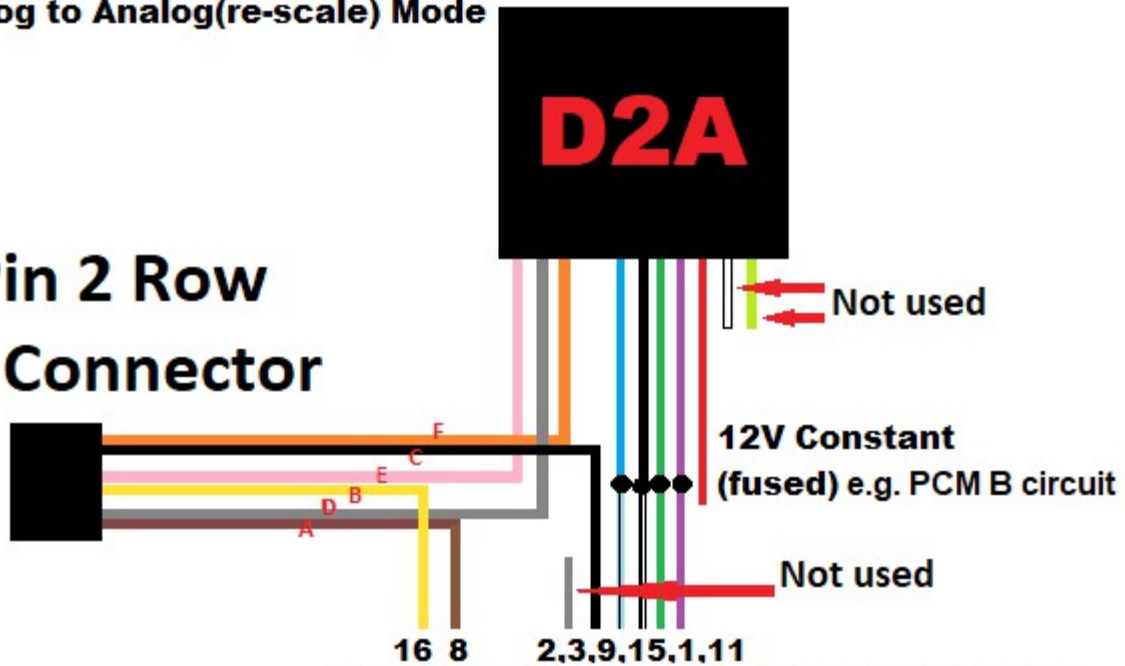 og to Analog(re-scale) Mode
D2A
in 2 Row
Connector
Not used
F
C
E
B
D
A
12V Constant
(fused) e.g. PCM B circuit
Not used
16 8 2,3,9,15,1,11